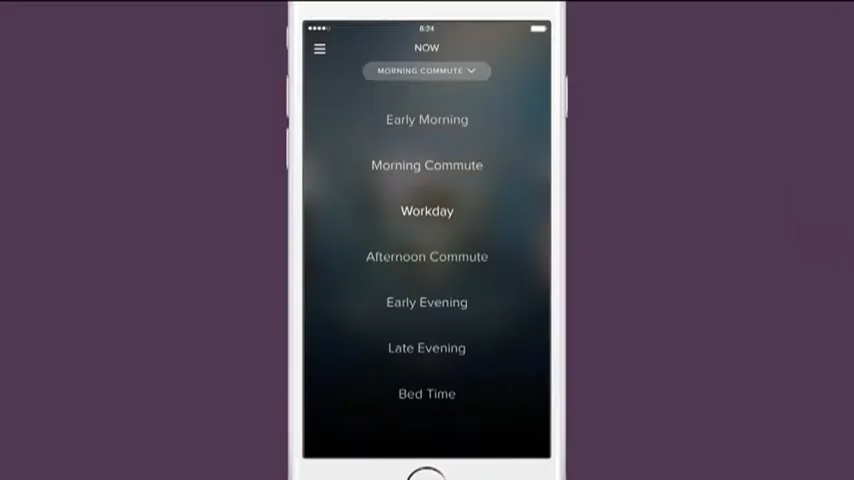 8:24
NOW
MORNING COMMUTE
Early Morning
Morning Commute
Workday
Afternoon Commute
Early Evening
Late Evening
Bed Time